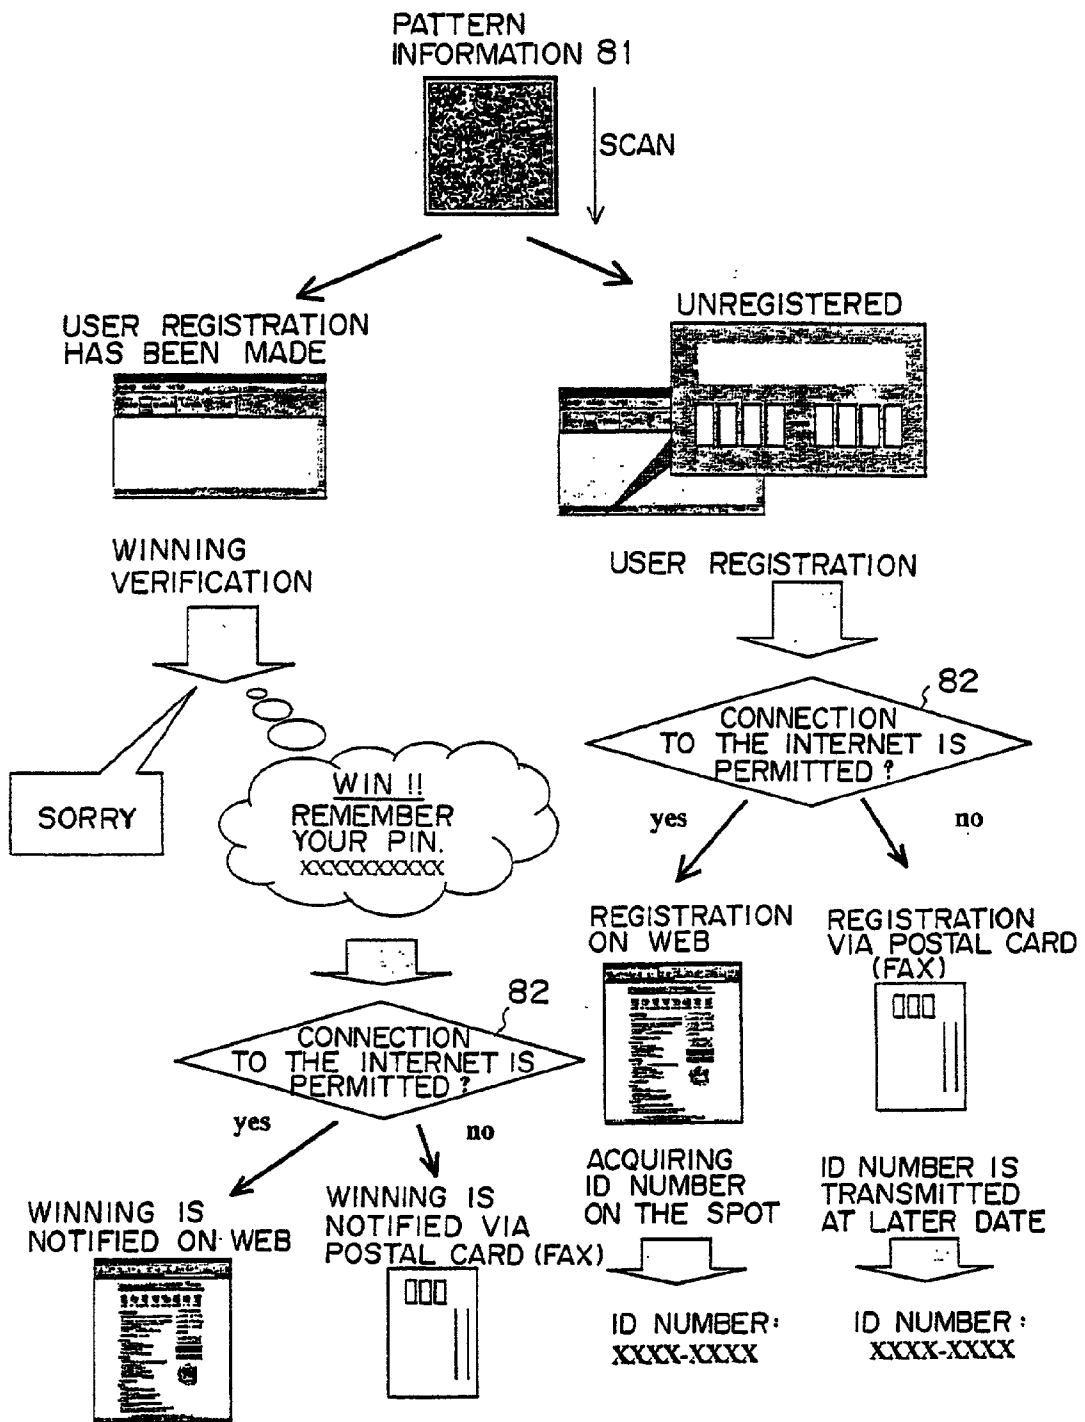 PATTERN
INFORMATION 81
SCAN
USER REGISTRATION
HAS BEEN MADE
UNREGISTERED
WINNING
VERIFICATION
USER REGISTRATION
SORRY
WIN !!
REMEMBER
YOUR PIN.
XXXXXXXXXX
82
CONNECTION
TO THE INTERNET IS
PERMITTED ?
yes
no
REGISTRATION
ON WEB
REGISTRATION
VIA POSTAL CARD
(FAX)
82
CONNECTION
TO THE INTERNET IS
PERMITTED ?
yes
no
ACQUIRING
ID NUMBER
ON THE SPOT
ID NUMBER IS
TRANSMITTED
AT LATER DATE
WINNING IS
NOTIFIED ON WEB
WINNING IS
NOTIFIED VIA
POSTAL CARD (FAX)
ID NUMBER:
XXXX-XXXX
ID NUMBER:
XXXX-XXXX